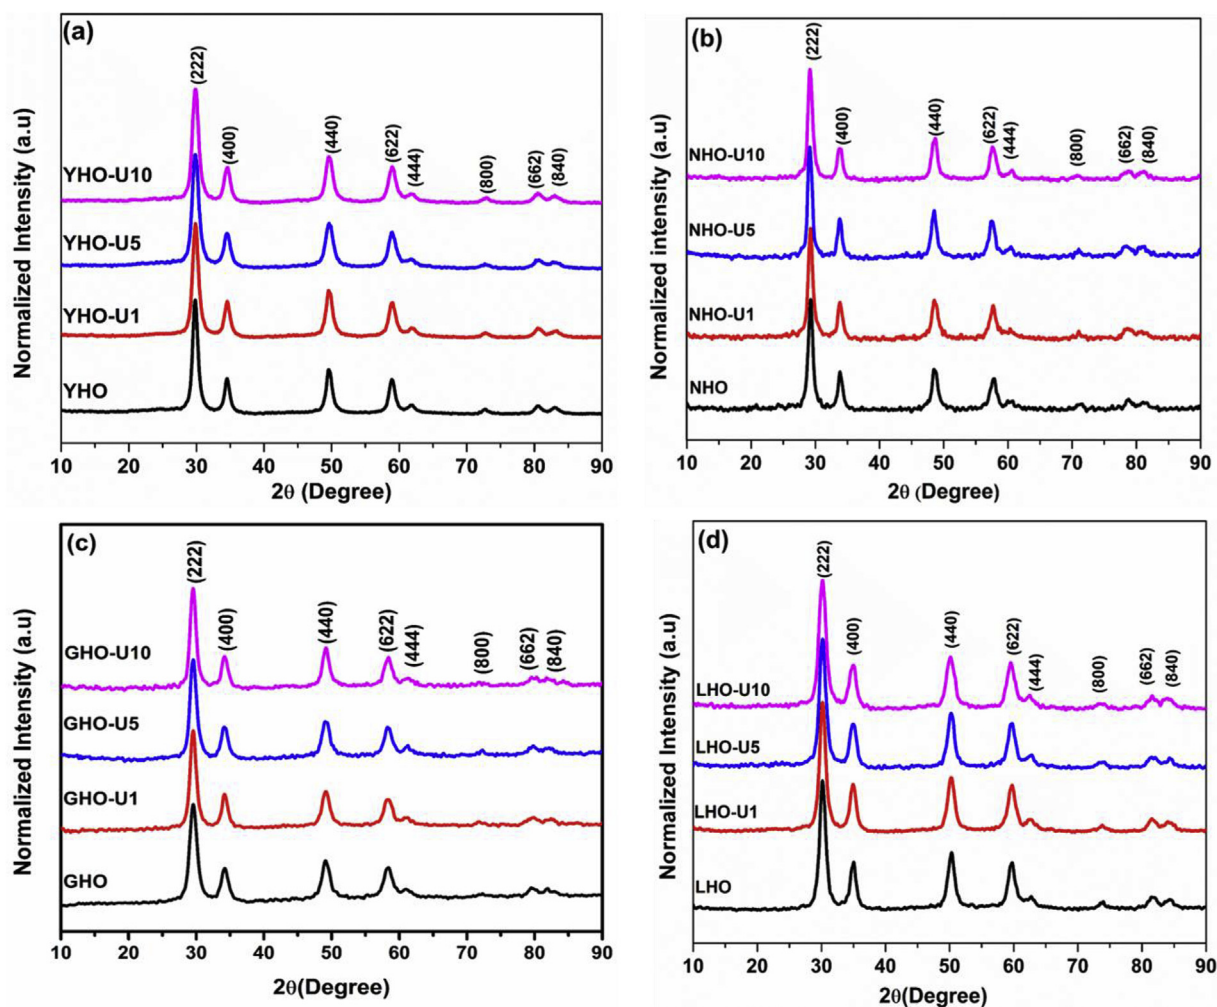 (a)
(222)
(400)
(440)
(622)
(444)
(800)
(662)
(840)
YHO-U10
YHO-U5
YHO-U1
YHO
Normalized Intensity (a.u)
10 20 30 40 50 60 70 80 90
2θ (Degree)
(b)
(222)
(400)
(440)
(622)
(444)
(800)
(662)
(840)
NHO-U10
NHO-U5
NHO-U1
NHO
Normalized intensity (a.u)
10 20 30 40 50 60 70 80 90
2θ (Degree)
(c)
(222)
(400)
(440)
(622)
(444)
(800)
(662)
(840)
GHO-U10
GHO-U5
GHO-U1
GHO
Normalized Intensity (a.u)
10 20 30 40 50 60 70 80 90
2θ(Degree)
(d)
(222)
(400)
(440)
(622)
(444)
(800)
(662)
(840)
LHO-U10
LHO-U5
LHO-U1
LHO
Normalized Intensity (a.u)
10 20 30 40 50 60 70 80 90
2θ(Degree)